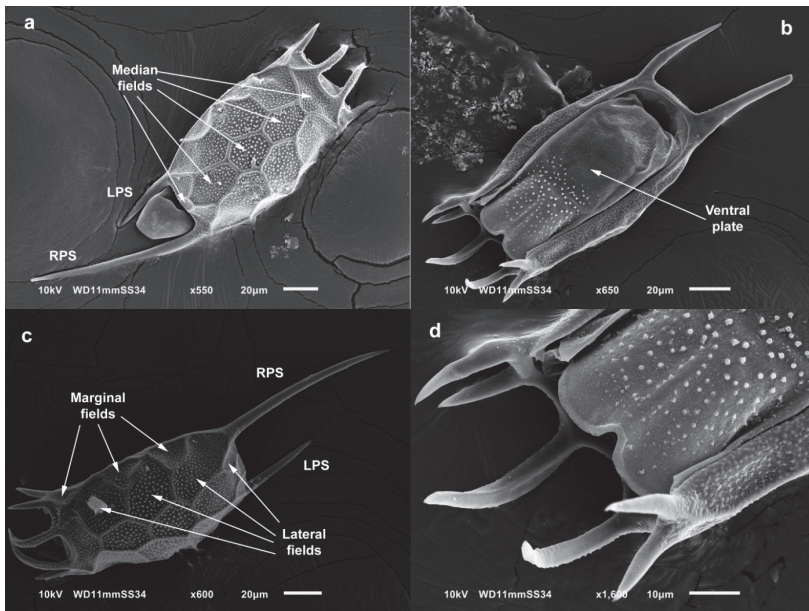 a
Median
fields
LPS
RPS
10kV WD11mmSS34 x550 20µm
b
Ventral
plate
10kV WD11mmSS34 x650 20µm
c
RPS
Marginal
fields
LPS
Lateral
fields
10kV WD11mmSS34 x600 20µm
d
10kV WD11mmSS34 x1,600 10µm